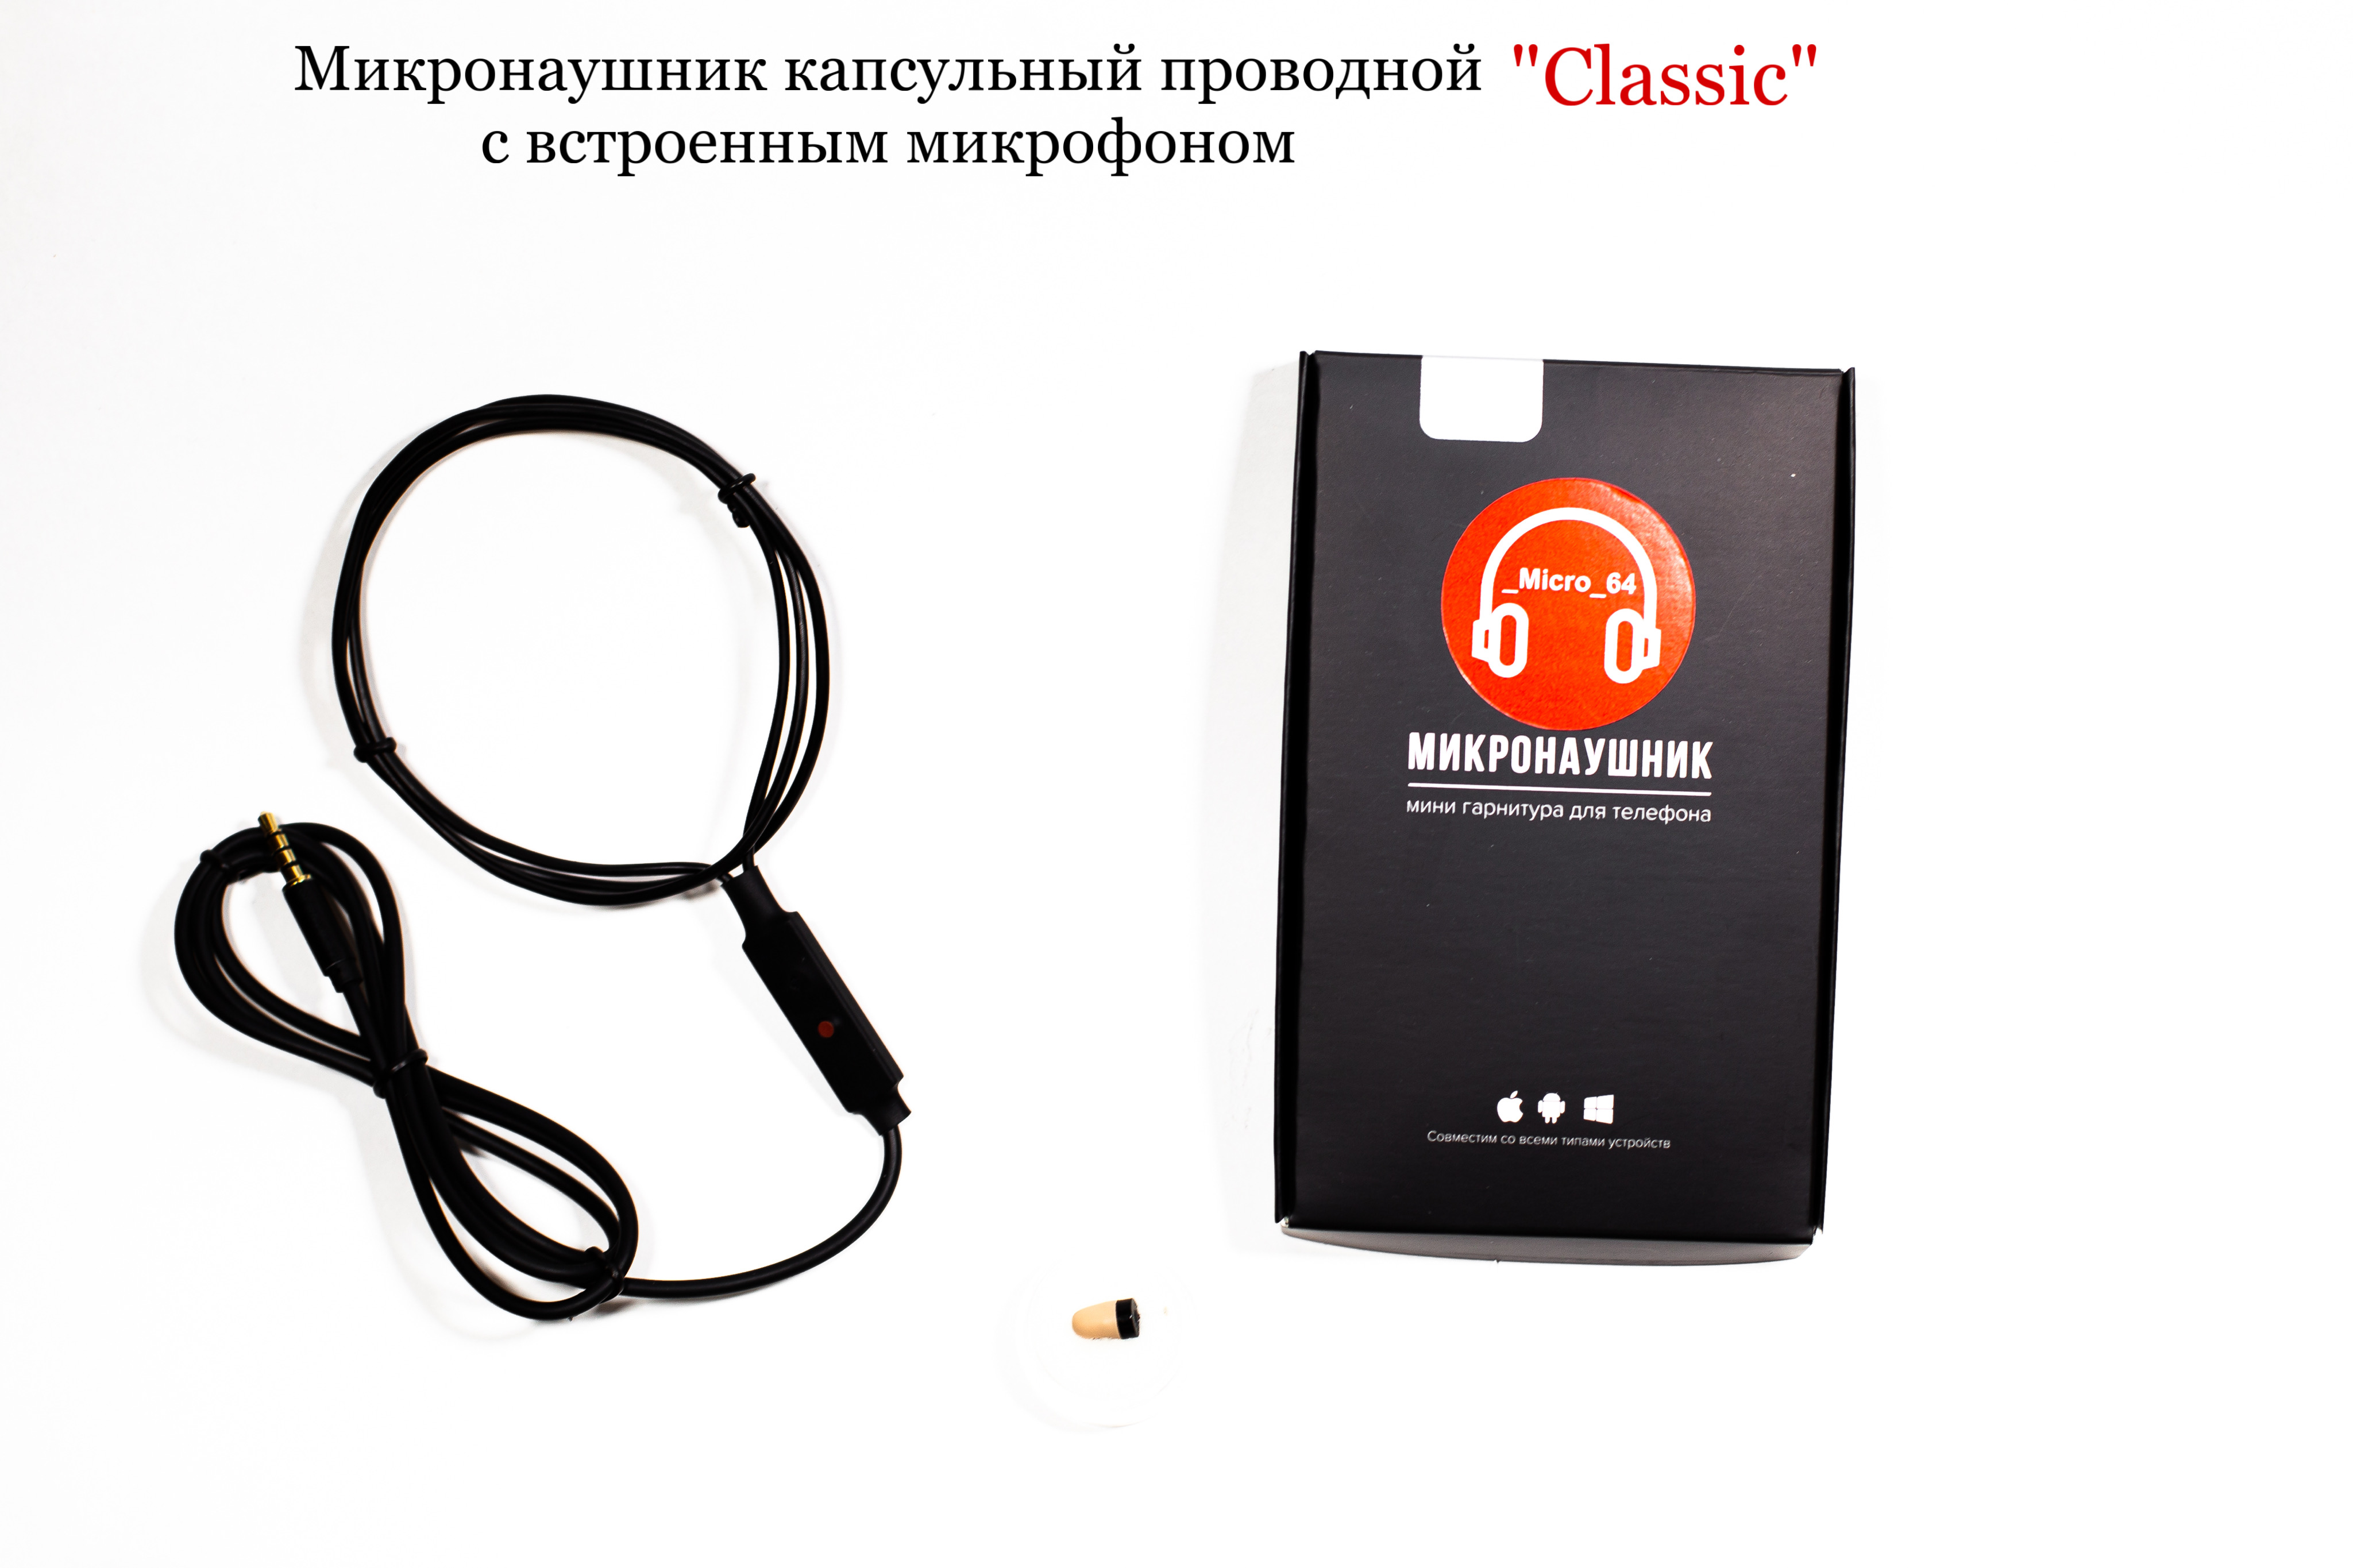 Микронаушник капсульный проводной "Classic"
с встроенным микрофоном
_Micro_64
МИКРОНАУШНИК
мини гарнитура для телефона
Совместим со всеми типами устройств